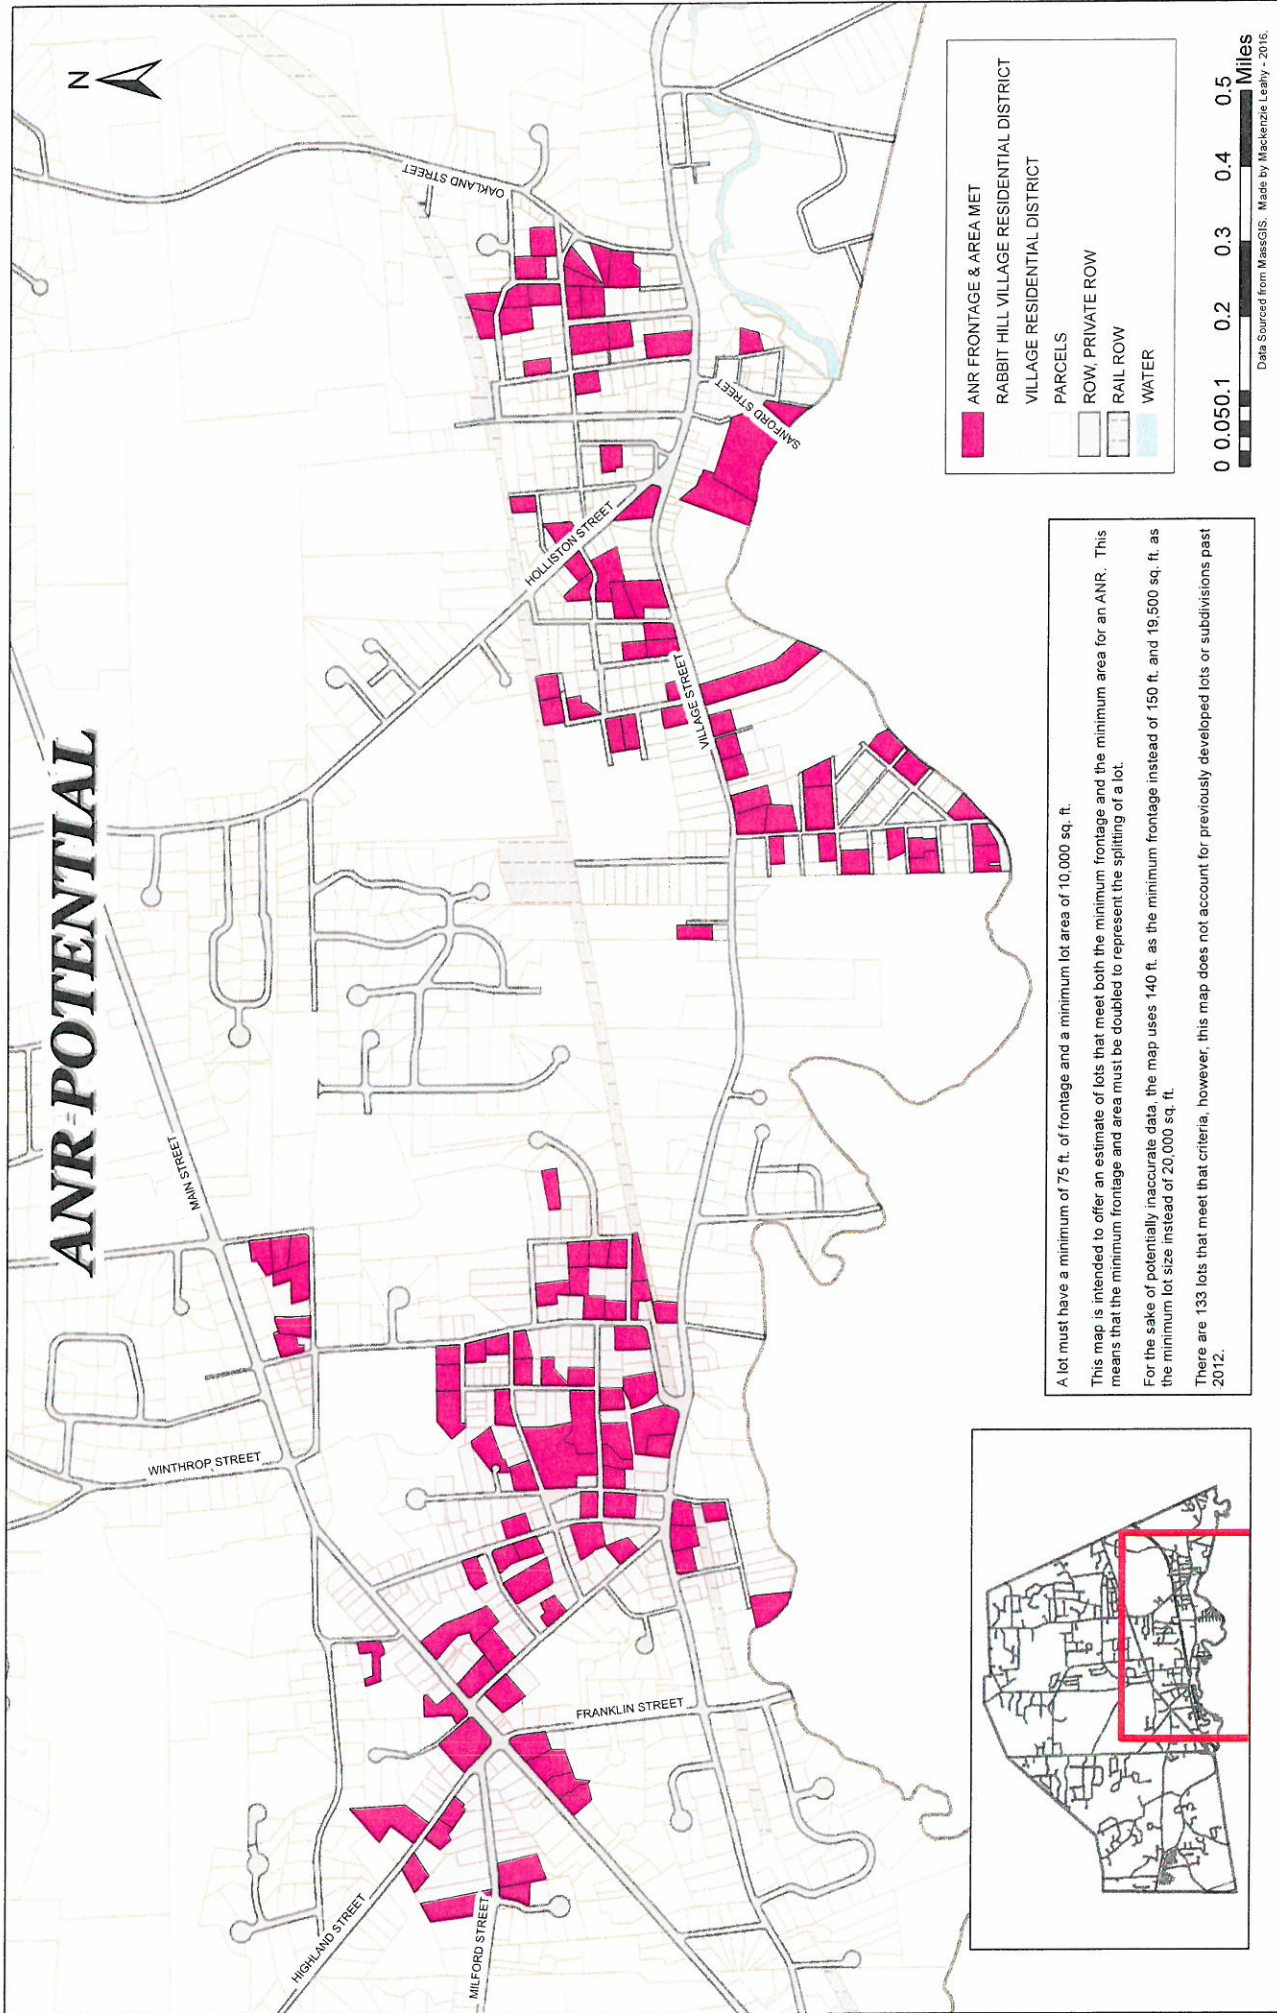 ANR-POTENTIAL
N
MAIN STREET
WINTHROP STREET
HIGHLAND STREET
MILFORD STREET
FRANKLIN STREET
VILLAGE STREET
HOLLISTON STREET
OAKLAND STREET
SANFORD STREET
A lot must have a minimum of 75 ft. of frontage and a minimum lot area of 10,000 sq. ft.
This map is intended to offer an estimate of lots that meet both the minimum frontage and the minimum area for an ANR. This
means that the minimum frontage and area must be doubled to represent the splitting of a lot.
For the sake of potentially inaccurate data, the map uses 140 ft. as the minimum frontage instead of 150 ft. and 19,500 sq. ft. as
the minimum lot size instead of 20,000 sq. ft.
There are 133 lots that meet that criteria, however, this map does not account for previously developed lots or subdivisions past
2012.
ANR FRONTAGE & AREA MET
RABBIT HILL VILLAGE RESIDENTIAL DISTRICT
VILLAGE RESIDENTIAL DISTRICT
PARCELS
ROW, PRIVATE ROW
RAIL ROW
WATER
0 0.050.1 0.2 0.3 0.4 0.5
Miles
Data Sourced from MassGIS. Made by Mackenzie Leahy - 2016.